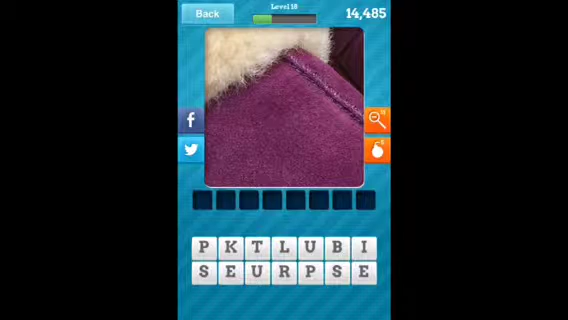 Back
Level 18
14,485
f
P K T L U B I
S E U R P S E